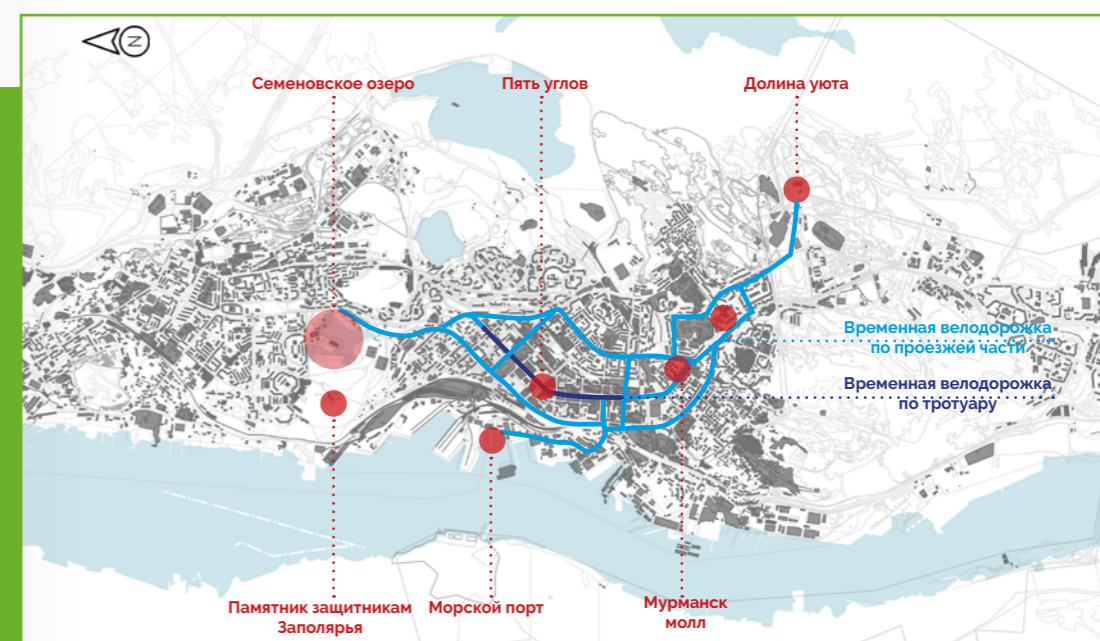 N
Семеновское озеро
Пять углов
Долина уюта
Временная велодорожка
по проезжей части
Временная велодорожка
по тротуару
Памятник защитникам
Заполярья
Морской порт
Мурманск
молл